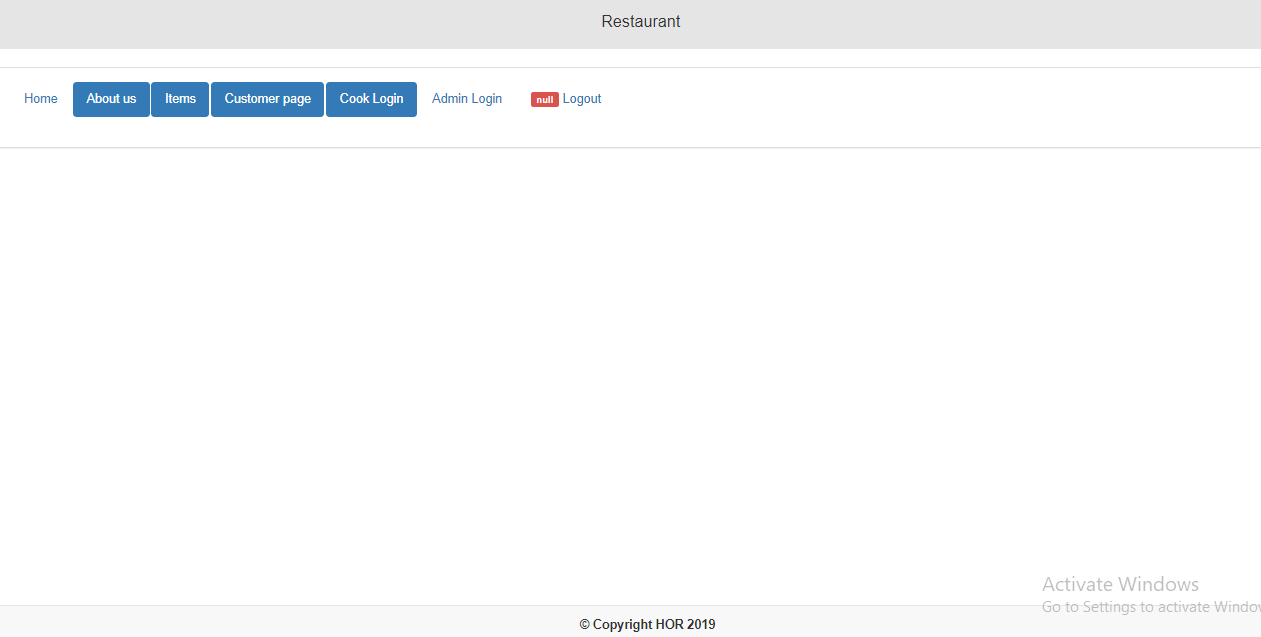 Restaurant
Home About us Items Customer page Cook Login Admin Login null Logout
Activate Windows
Go to Settings to activate Windo
© Copyright HOR 2019